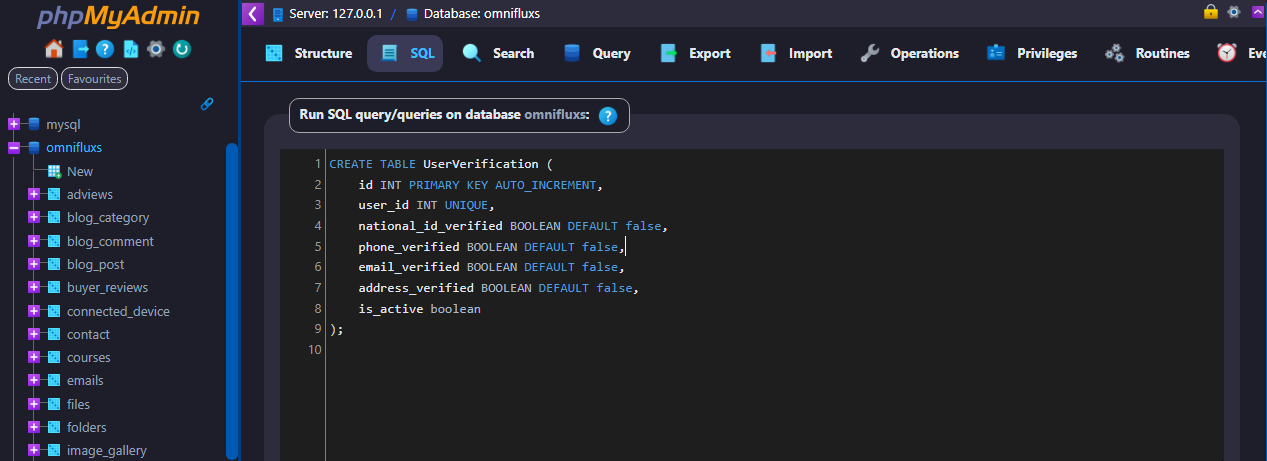 phpMyAdmin
Recent Favourites
mysql
omnifluxs
New
adviews
blog_category
blog_comment
blog_post
buyer_reviews
connected_device
contact
courses
emails
files
folders
image_gallery
Server: 127.0.0.1 / Database: omnifluxs
Structure SQL Search Query Export Import Operations Privileges Routines Eve
Run SQL query/queries on database omnifluxs:
1 CREATE TABLE UserVerification (
2 id INT PRIMARY KEY AUTO_INCREMENT,
3 user_id INT UNIQUE,
4 national_id_verified BOOLEAN DEFAULT false,
5 phone_verified BOOLEAN DEFAULT false,
6 email_verified BOOLEAN DEFAULT false,
7 address_verified BOOLEAN DEFAULT false,
8 is_active boolean
9 );
10